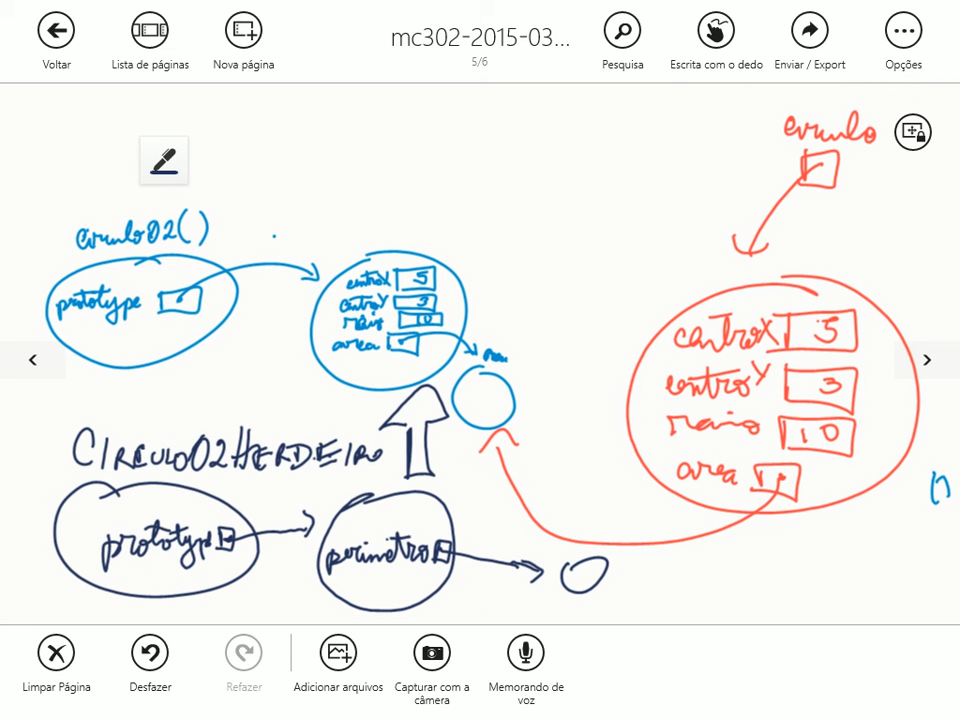 Voltar
Lista de páginas
Nova página
mc302-2015-03...
5/6
Pesquisa
Escrita com o dedo
Enviar / Export
Opções
circulo
circulo02()
prototype
centroX 5
centroY 3
raio 10
area
centroX 5
centroY 3
raio 10
area
CIRCULO02HERDEIRO
prototype
perimetro
Limpar Página
Desfazer
Refazer
Adicionar arquivos
Capturar com a
câmera
Memorando de
voz